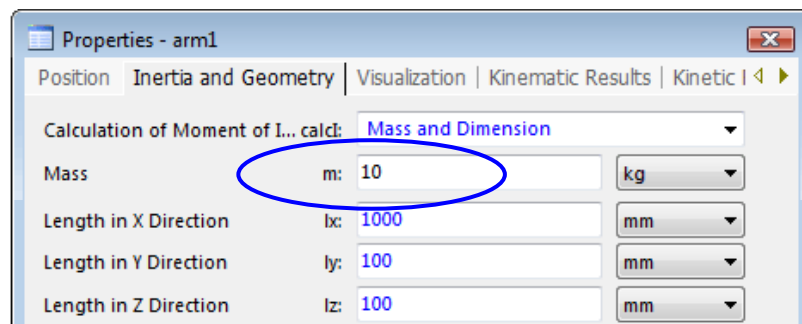 Properties - arm1
Position Inertia and Geometry Visualization Kinematic Results Kinetic
Calculation of Moment of I... calcI: Mass and Dimension
Mass m: 10 kg
Length in X Direction lx: 1000 mm
Length in Y Direction ly: 100 mm
Length in Z Direction lz: 100 mm